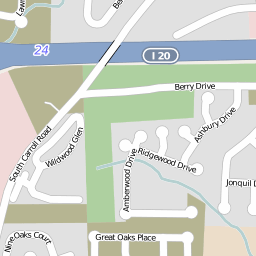 24
I 20
Berry Drive
Ashbury Drive
South Carroll Road
Wildwood Glen
Ridgewood Drive
Amberwood Drive
Jonquil D
Nine Oaks Court
Great Oaks Place